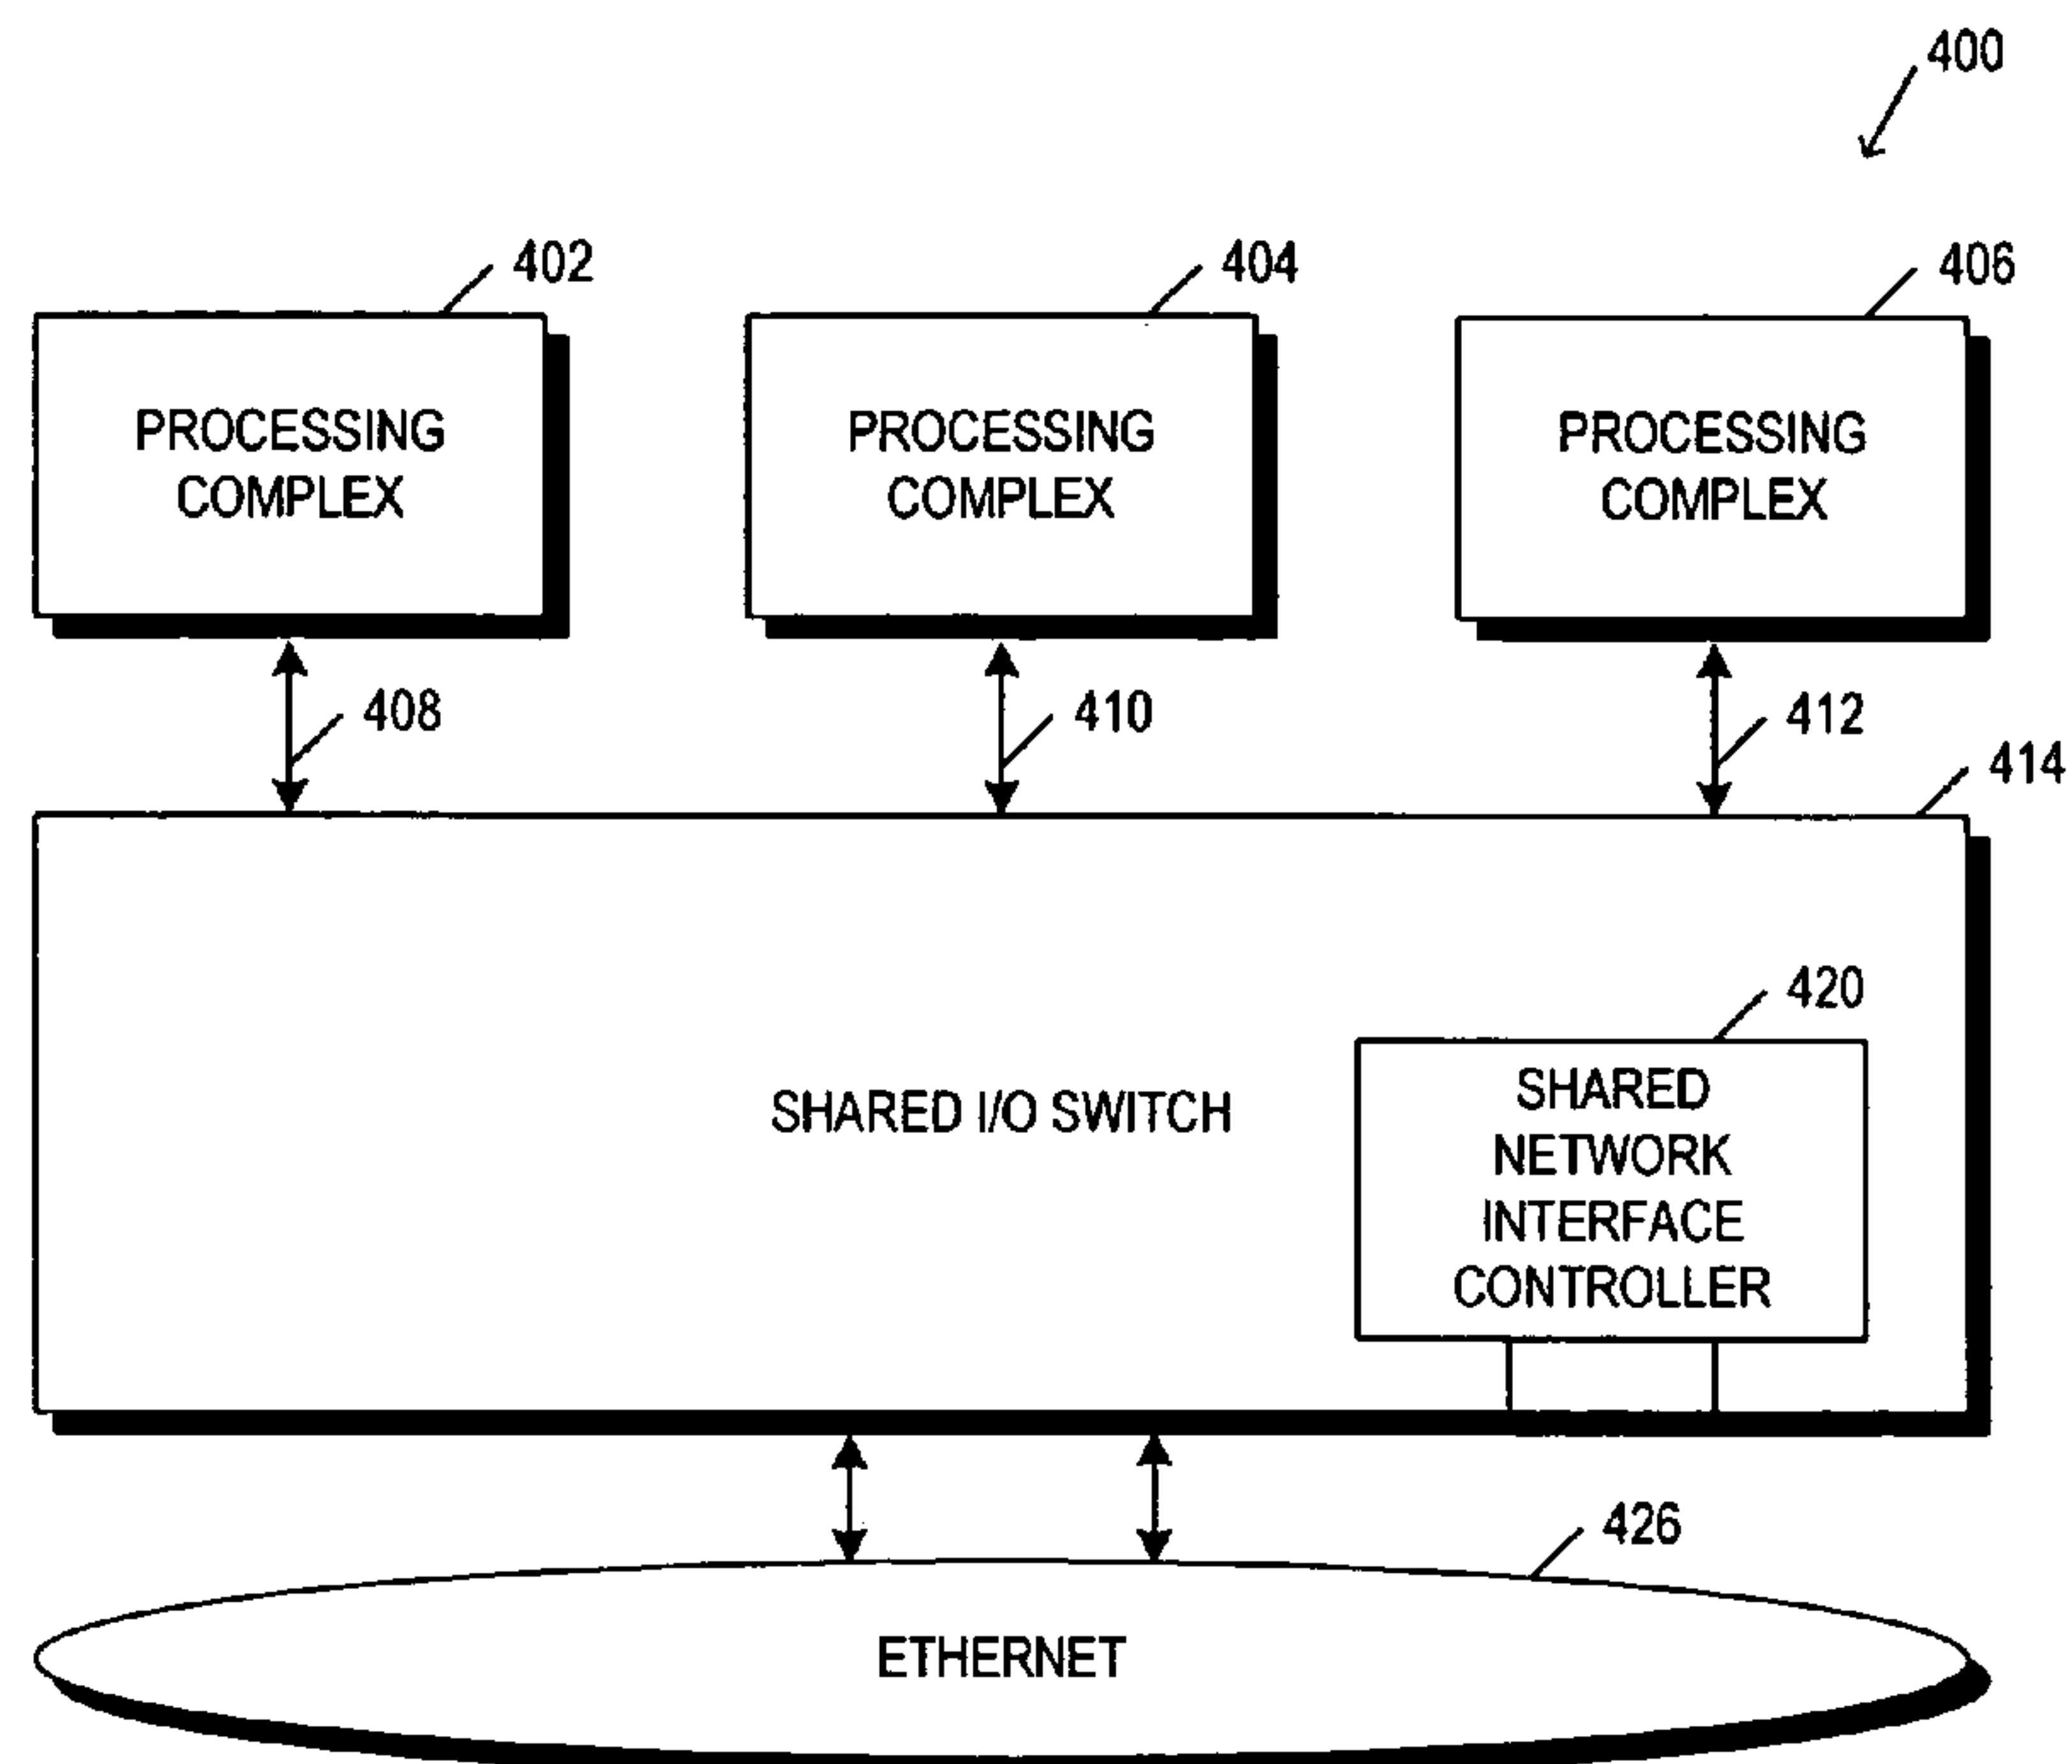 400
402
404
406
PROCESSING
COMPLEX
PROCESSING
COMPLEX
PROCESSING
COMPLEX
408
410
412
414
420
SHARED I/O SWITCH
SHARED
NETWORK
INTERFACE
CONTROLLER
426
ETHERNET